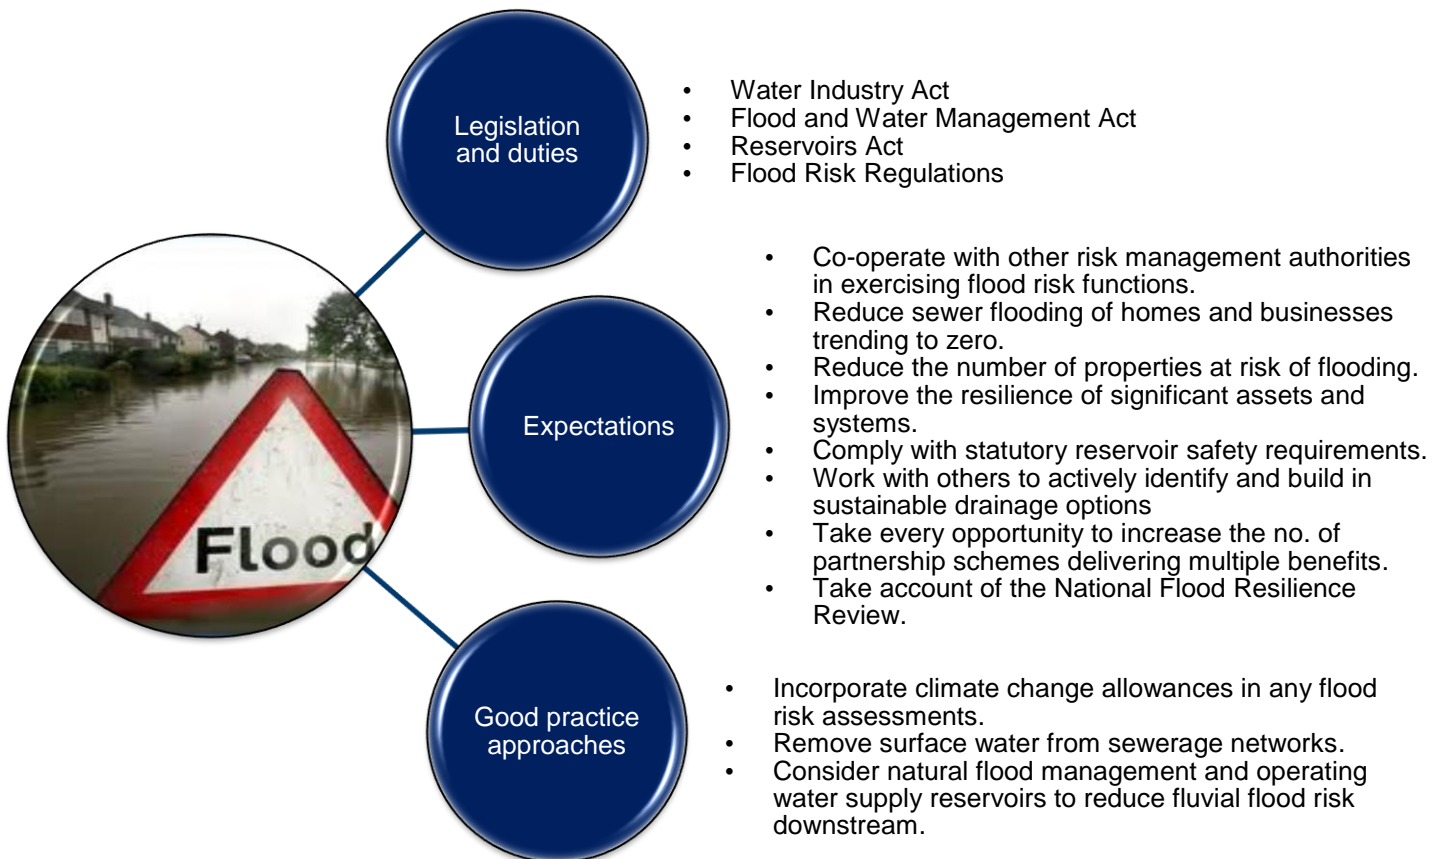 Legislation
and duties
• Water Industry Act
• Flood and Water Management Act
• Reservoirs Act
• Flood Risk Regulations
Flood
Expectations
• Co-operate with other risk management authorities
in exercising flood risk functions.
• Reduce sewer flooding of homes and businesses
trending to zero.
• Reduce the number of properties at risk of flooding.
• Improve the resilience of significant assets and
systems.
• Comply with statutory reservoir safety requirements.
• Work with others to actively identify and build in
sustainable drainage options
• Take every opportunity to increase the no. of
partnership schemes delivering multiple benefits.
• Take account of the National Flood Resilience
Review.
Good practice
approaches
• Incorporate climate change allowances in any flood
risk assessments.
• Remove surface water from sewerage networks.
• Consider natural flood management and operating
water supply reservoirs to reduce fluvial flood risk
downstream.